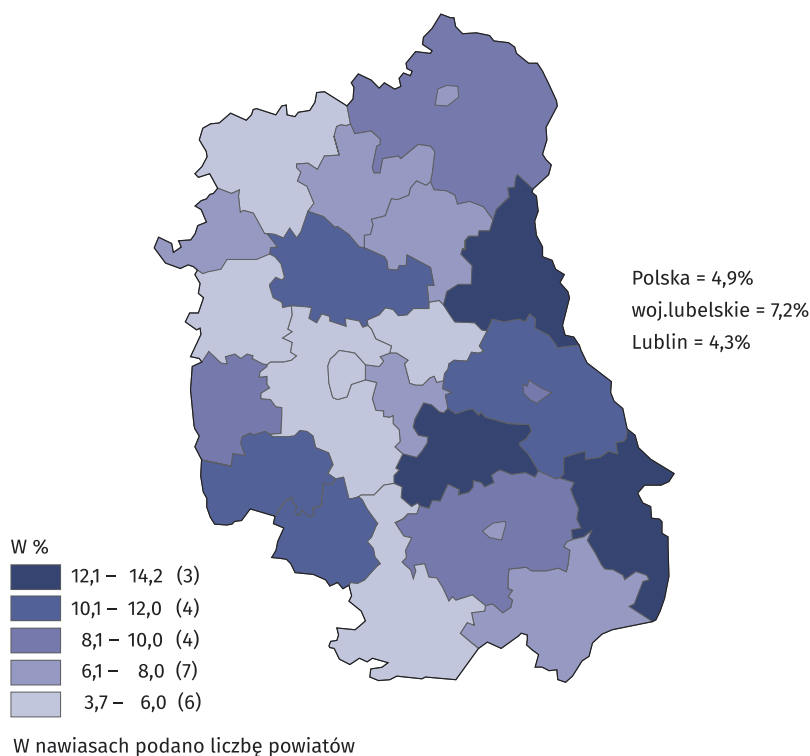 Polska = 4,9%
woj.lubelskie = 7,2%
Lublin = 4,3%
W %
12,1 – 14,2 (3)
10,1 – 12,0 (4)
8,1 – 10,0 (4)
6,1 – 8,0 (7)
3,7 – 6,0 (6)
W nawiasach podano liczbę powiatów